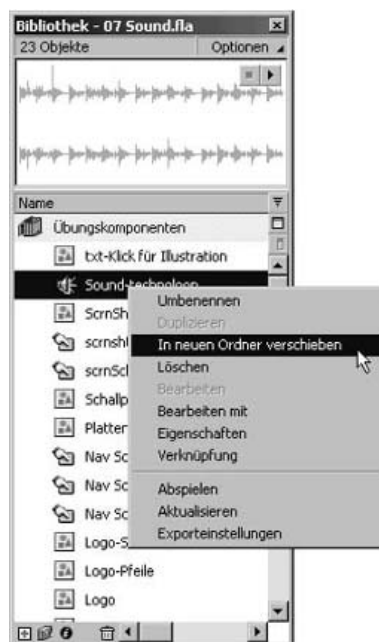 Bibliothek - 07 Sound.fla
23 Objekte Optionen
Name
Übungskomponenten
txt-Klick für Illustration
Sound-technoloop
ScrnSh
Umbenennen
Duplizieren
In neuen Ordner verschieben
Löschen
Bearbeiten
Bearbeiten mit
Eigenschaften
Verknüpfung
Abspielen
Aktualisieren
Exporteinstellungen
scrnsh
scrnScl
Schallp
Platter
Nav Sc
Nav Sc
Nav Sc
Logo-S
Logo-Pfeile
Logo